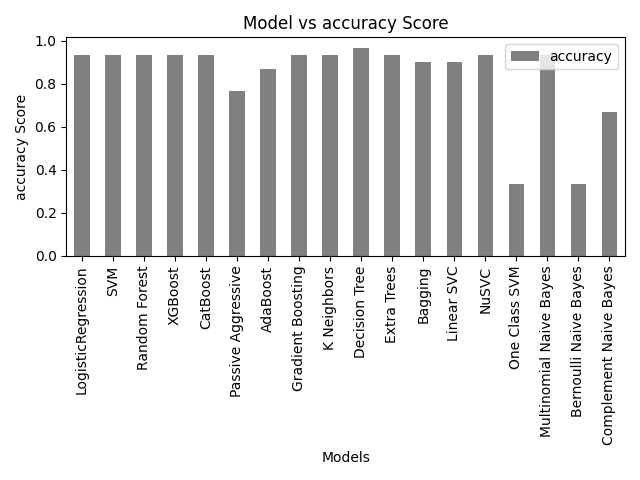 Model vs accuracy Score
accuracy
accuracy Score
1.0
0.8
0.6
0.4
0.2
0.0
LogisticRegression
SVM
Random Forest
XGBoost
CatBoost
Passive Aggressive
AdaBoost
Gradient Boosting
K Neighbors
Decision Tree
Extra Trees
Bagging
Linear SVC
NuSVC
One Class SVM
Multinomial Naive Bayes
Bernoulli Naive Bayes
Complement Naive Bayes
Models